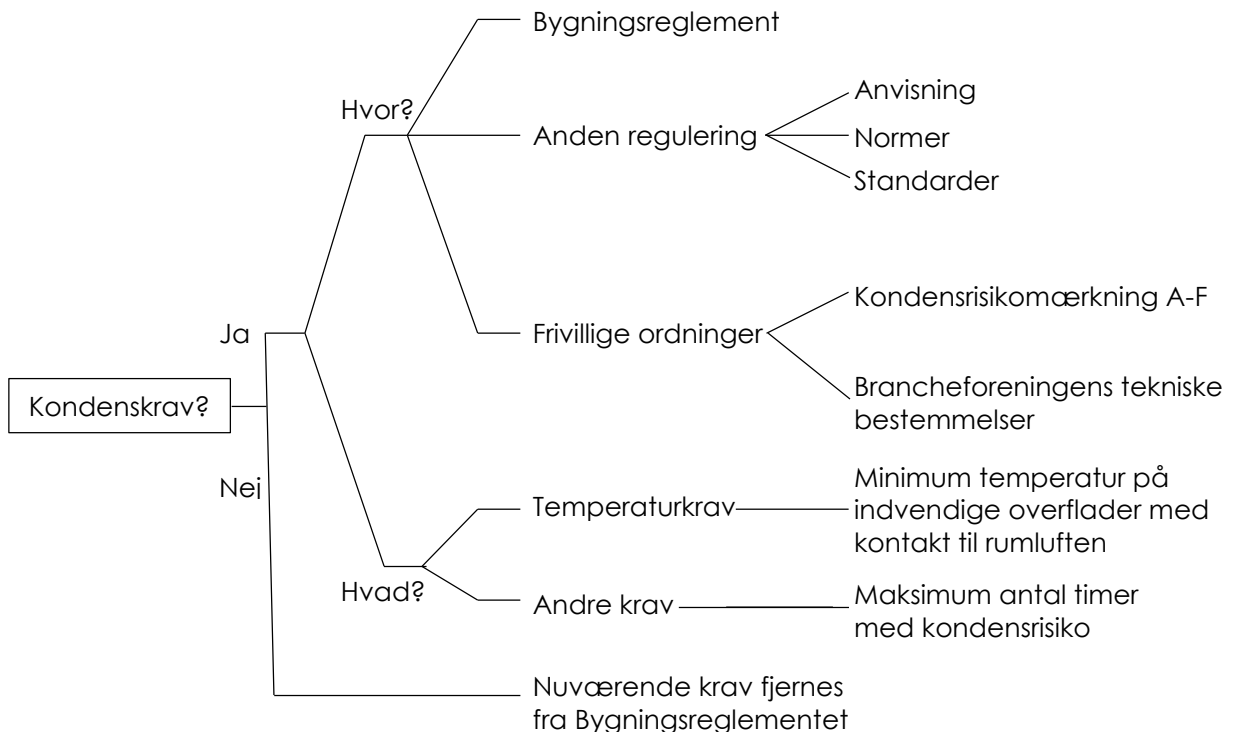 Bygningsreglement
Hvor?
Anden regulering
Anvisning
Normer
Standarder
Ja
Frivillige ordninger
Kondensrisikomærkning A-F
Brancheforeningens tekniske
bestemmelser
Kondenskrav?
Nej
Temperaturkrav
Minimum temperatur på
indvendige overflader med
kontakt til rumluften
Hvad?
Andre krav
Maksimum antal timer
med kondensrisiko
Nuværende krav fjernes
fra Bygningsreglementet